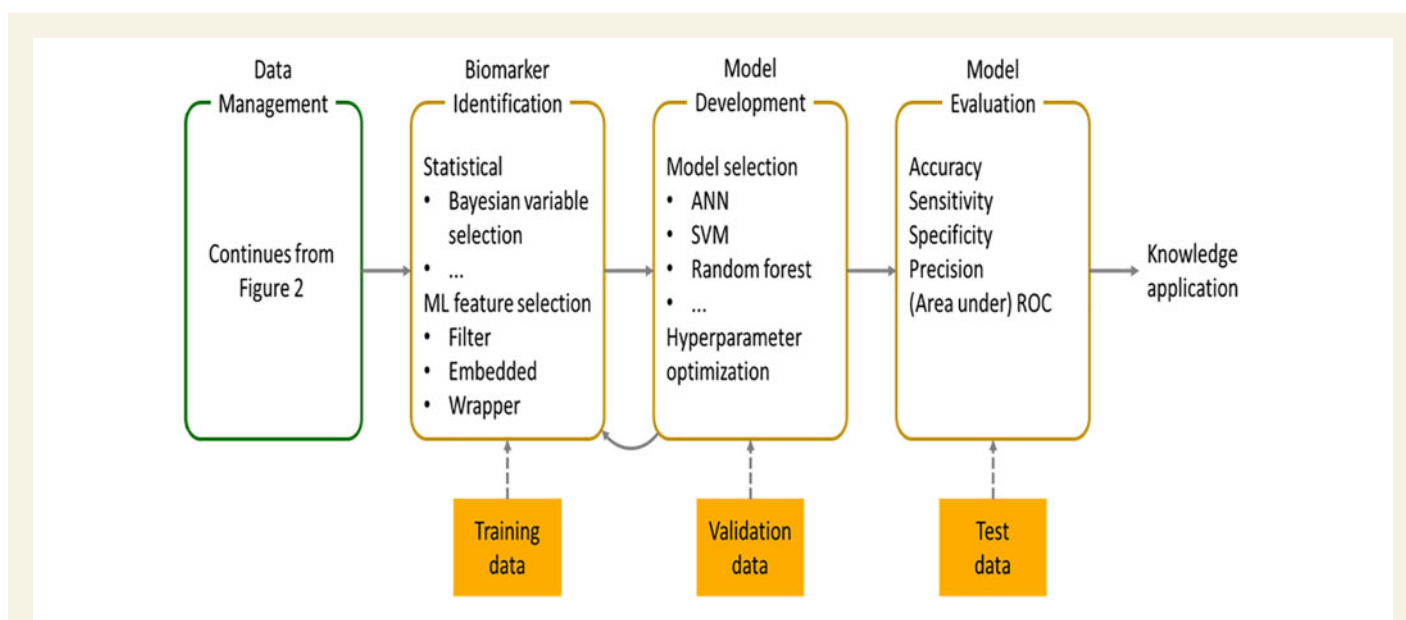 Data
Management
Continues from
Figure 2
Biomarker
Identification
Statistical
• Bayesian variable
selection
• ...
ML feature selection
• Filter
• Embedded
• Wrapper
Model
Development
Model selection
• ANN
• SVM
• Random forest
• ...
Hyperparameter
optimization
Model
Evaluation
Accuracy
Sensitivity
Specificity
Precision
(Area under) ROC
Knowledge
application
Training
data
Validation
data
Test
data